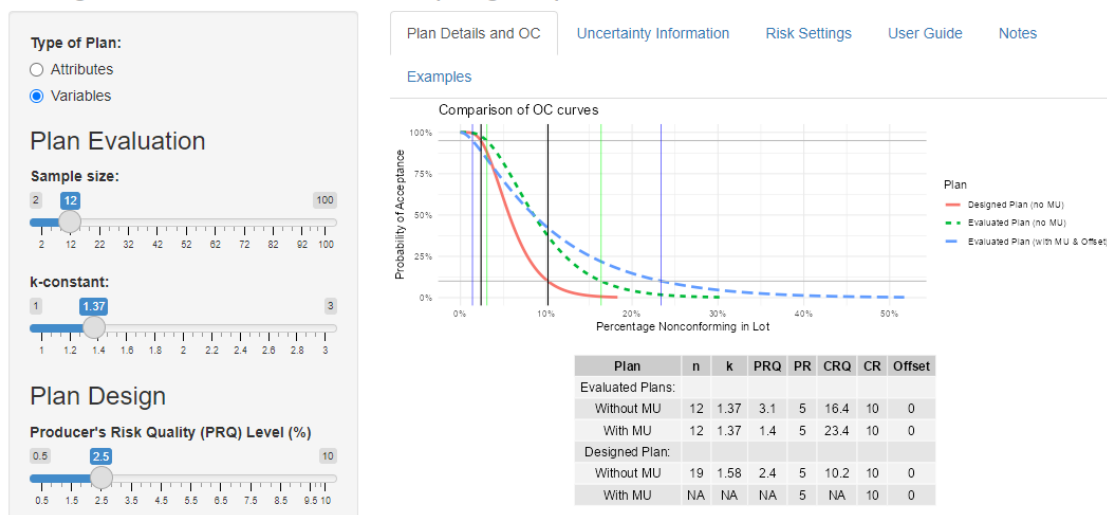 Type of Plan:
Attributes
Variables
Plan Evaluation
Sample size:
2 12 100
2 12 22 32 42 52 62 72 82 92 100
k-constant:
1 1.37 3
1 1.2 1.4 1.6 1.8 2 2.2 2.4 2.6 2.8 3
Plan Design
Producer's Risk Quality (PRQ) Level (%)
0.5 2.5 10
0.5 1.5 2.5 3.5 4.5 5.5 6.5 7.5 8.5 9.5 10
Plan Details and OC Uncertainty Information Risk Settings User Guide Notes
Examples
Comparison of OC curves
Probability of Acceptance
100%
75%
50%
25%
0%
0% 10% 20% 30% 40% 50%
Percentage Nonconforming in Lot
Plan
Designed Plan (no MU)
Evaluated Plan (no MU)
Evaluated Plan (with MU & Offset)
Plan n k PRQ PR CRQ CR Offset
Evaluated Plans:
Without MU 12 1.37 3.1 5 16.4 10 0
With MU 12 1.37 1.4 5 23.4 10 0
Designed Plan:
Without MU 19 1.58 2.4 5 10.2 10 0
With MU NA NA NA 5 NA 10 0